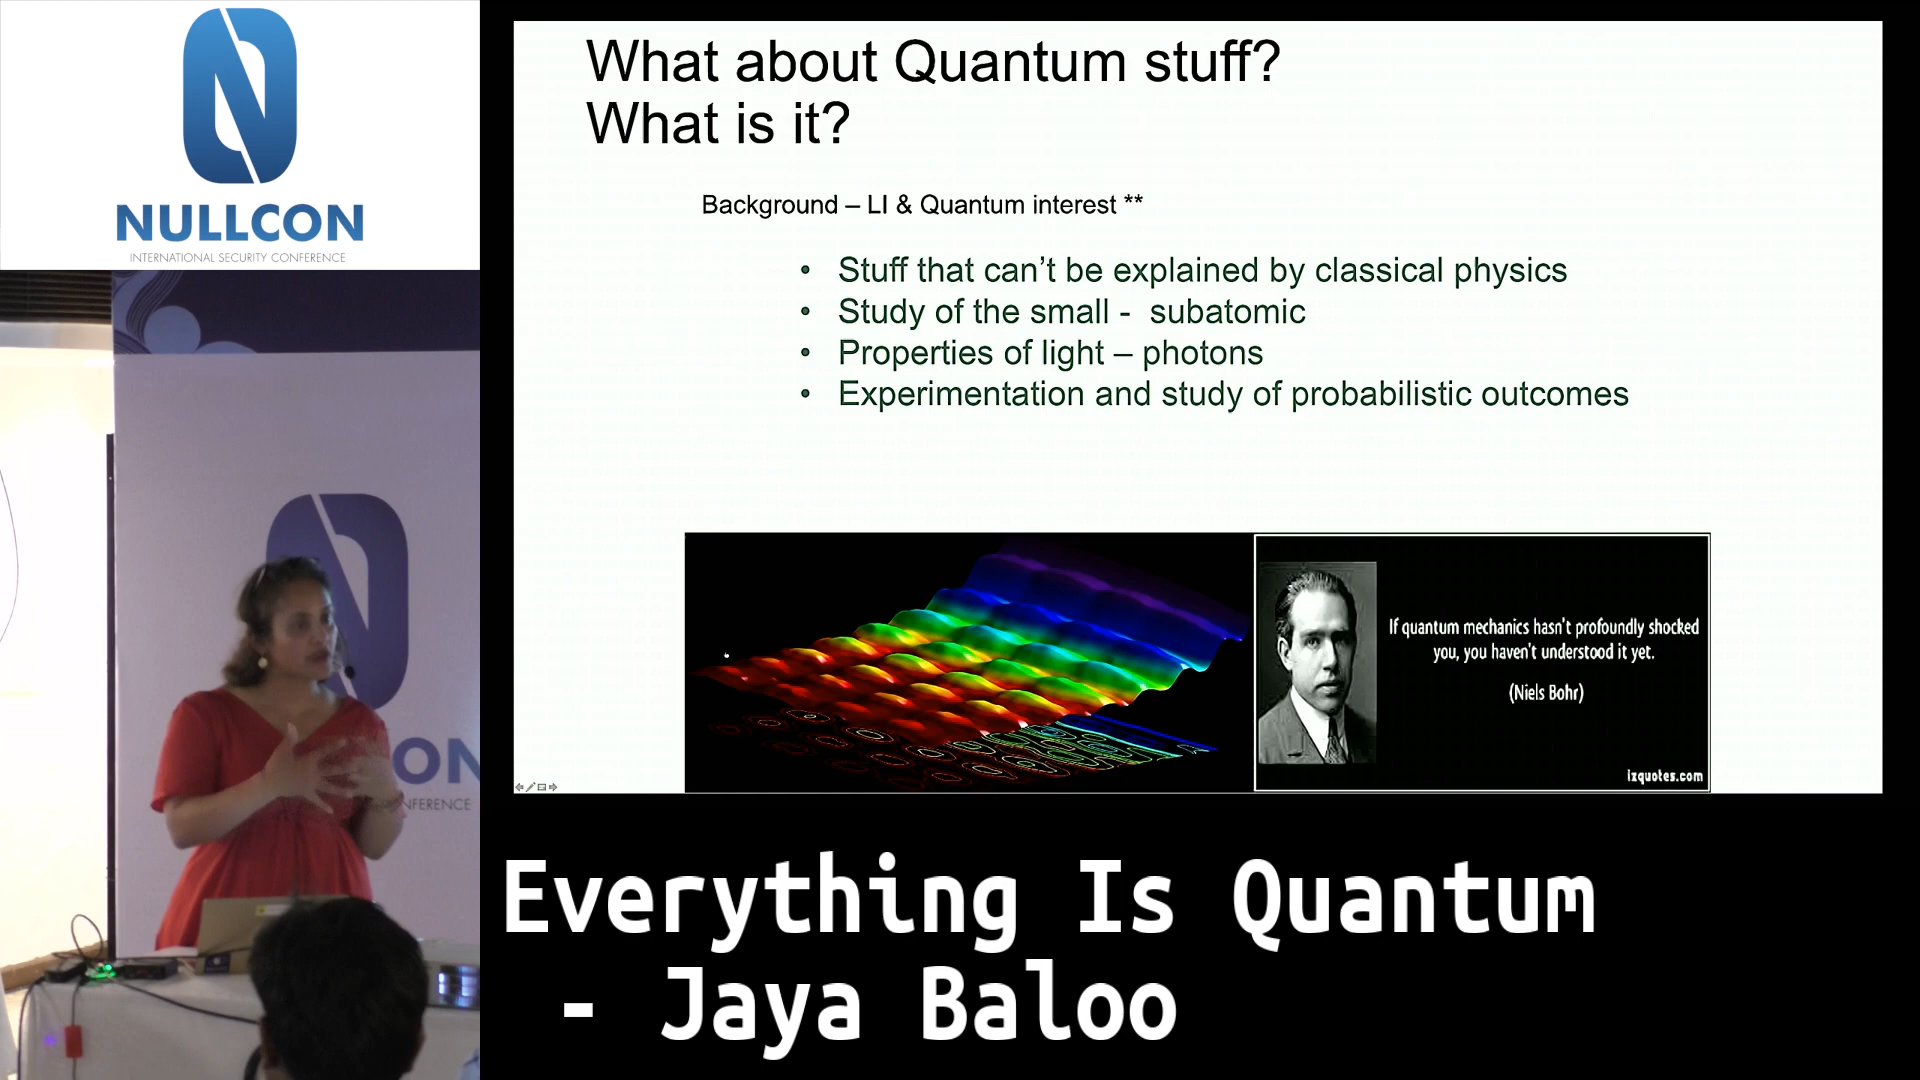 NULLCON
INTERNATIONAL SECURITY CONFERENCE
What about Quantum stuff?
What is it?
Background – LI & Quantum interest **
• Stuff that can’t be explained by classical physics
• Study of the small - subatomic
• Properties of light – photons
• Experimentation and study of probabilistic outcomes
If quantum mechanics hasn't profoundly shocked
you, you haven't understood it yet.
(Niels Bohr)
izquotes.com
ON
NFERENCE
Everything Is Quantum
- Jaya Baloo